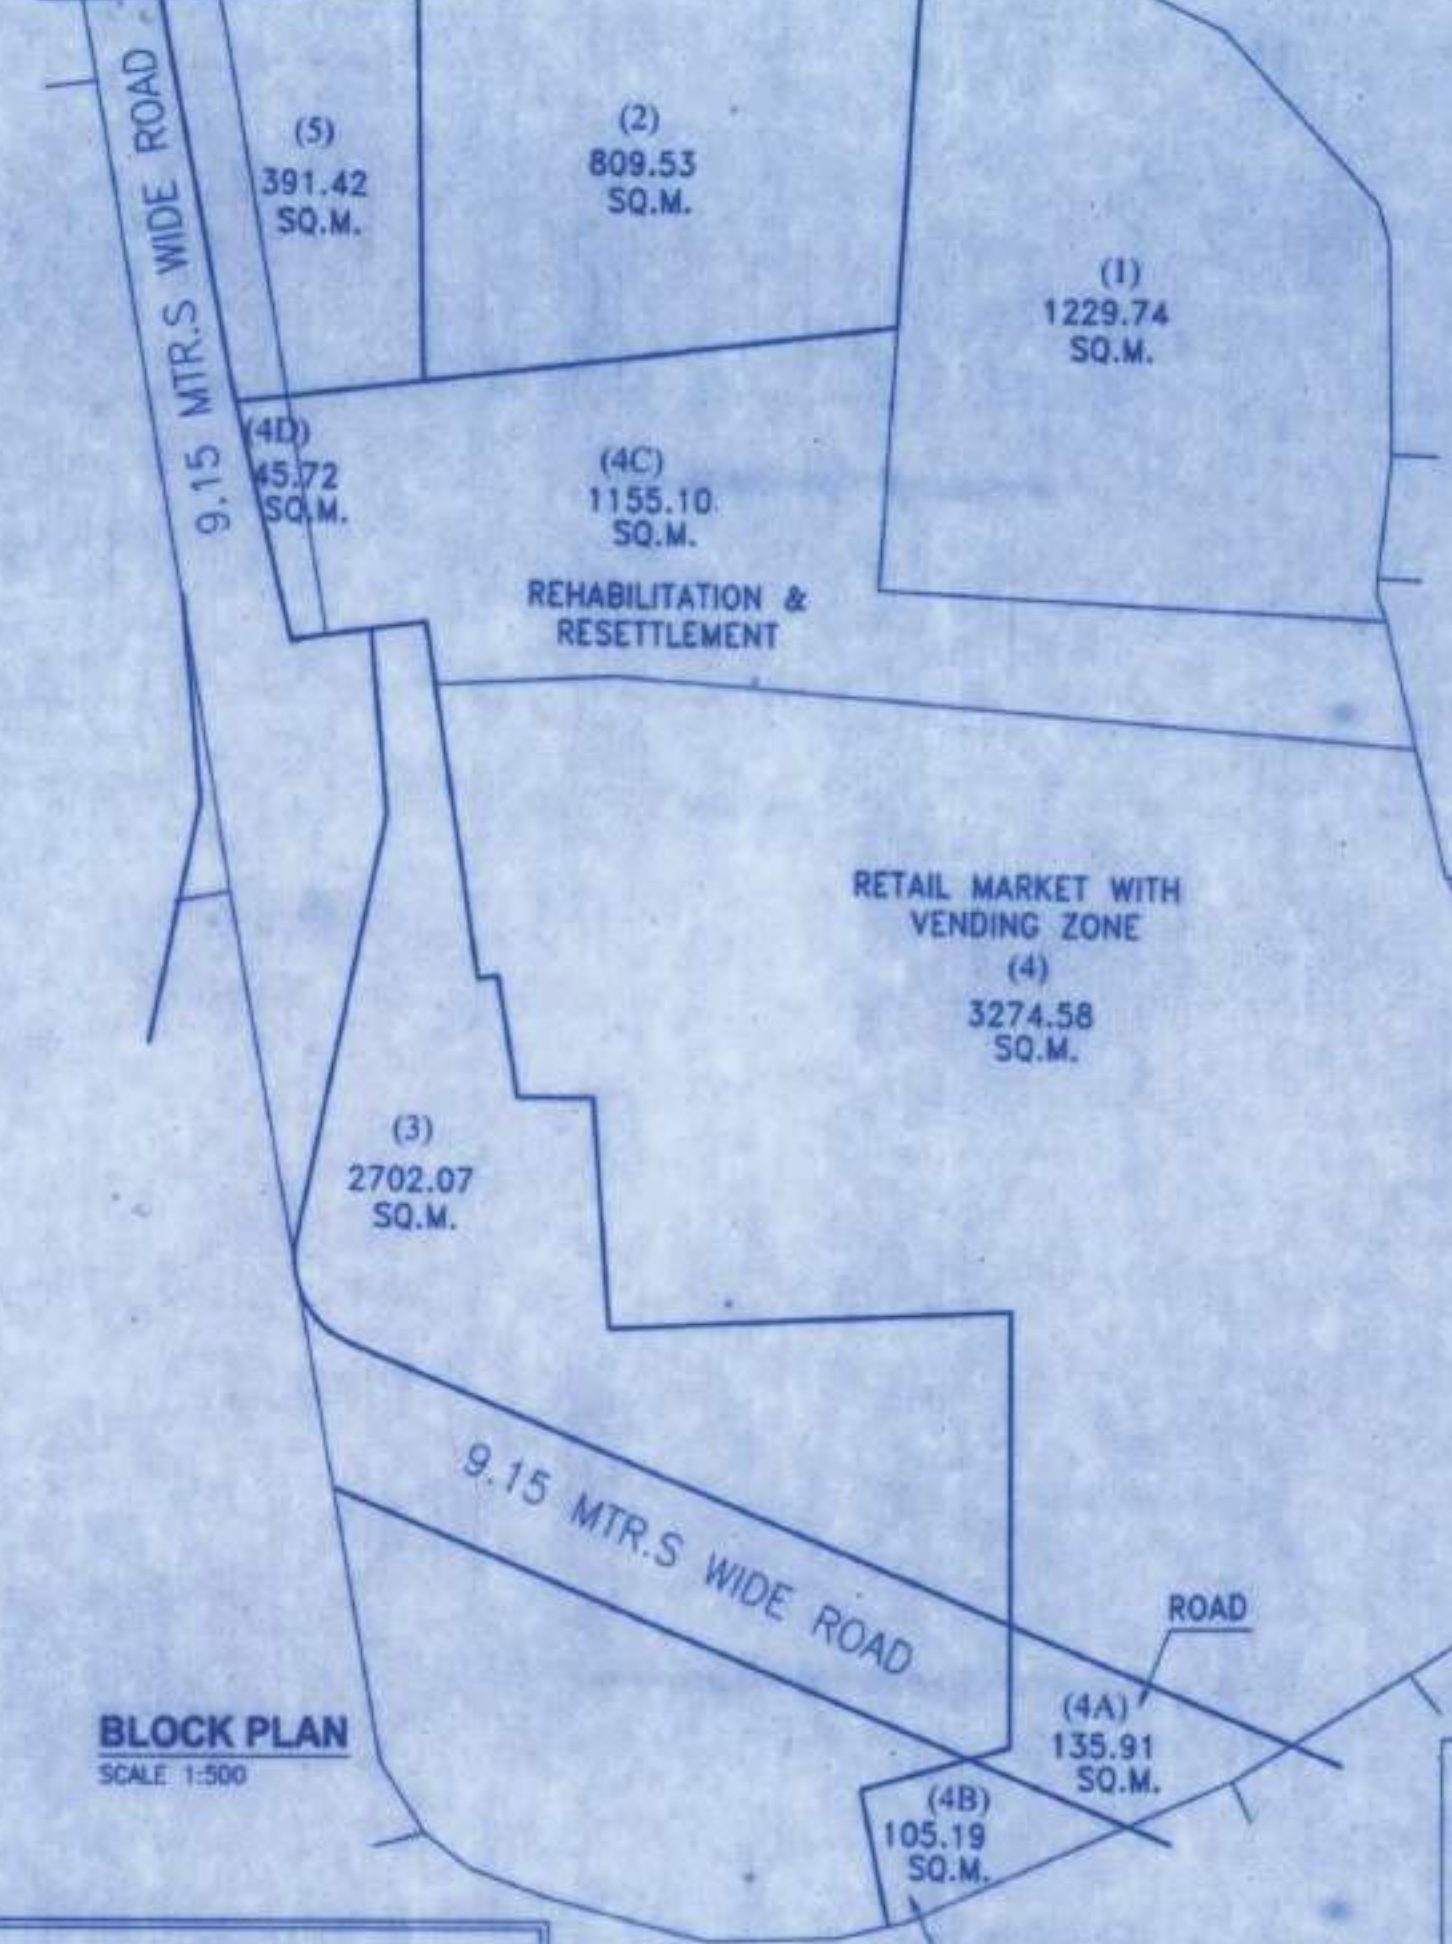 (5)
391.42
SQ.M.
(2)
809.53
SQ.M.
(1)
1229.74
SQ.M.
9.15 MTR.S WIDE ROAD
(4D)
45.72
SQ.M.
(4C)
1155.10
SQ.M.
REHABILITATION &
RESETTLEMENT
RETAIL MARKET WITH
VENDING ZONE
(4)
3274.58
SQ.M.
(3)
2702.07
SQ.M.
9.15 MTR.S WIDE ROAD
ROAD
(4A)
135.91
SQ.M.
(4B)
105.19
SQ.M.
BLOCK PLAN
SCALE 1:500